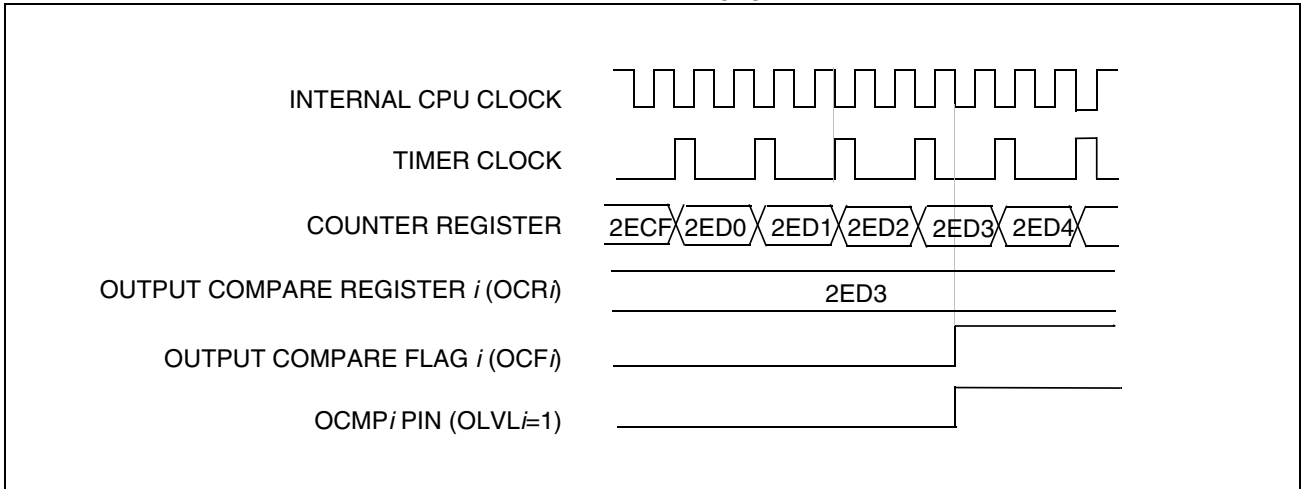 INTERNAL CPU CLOCK
TIMER CLOCK
COUNTER REGISTER 2ECF 2ED0 2ED1 2ED2 2ED3 2ED4
OUTPUT COMPARE REGISTER i (OCRi) 2ED3
OUTPUT COMPARE FLAG i (OCFi)
OCMPi PIN (OLVLi=1)